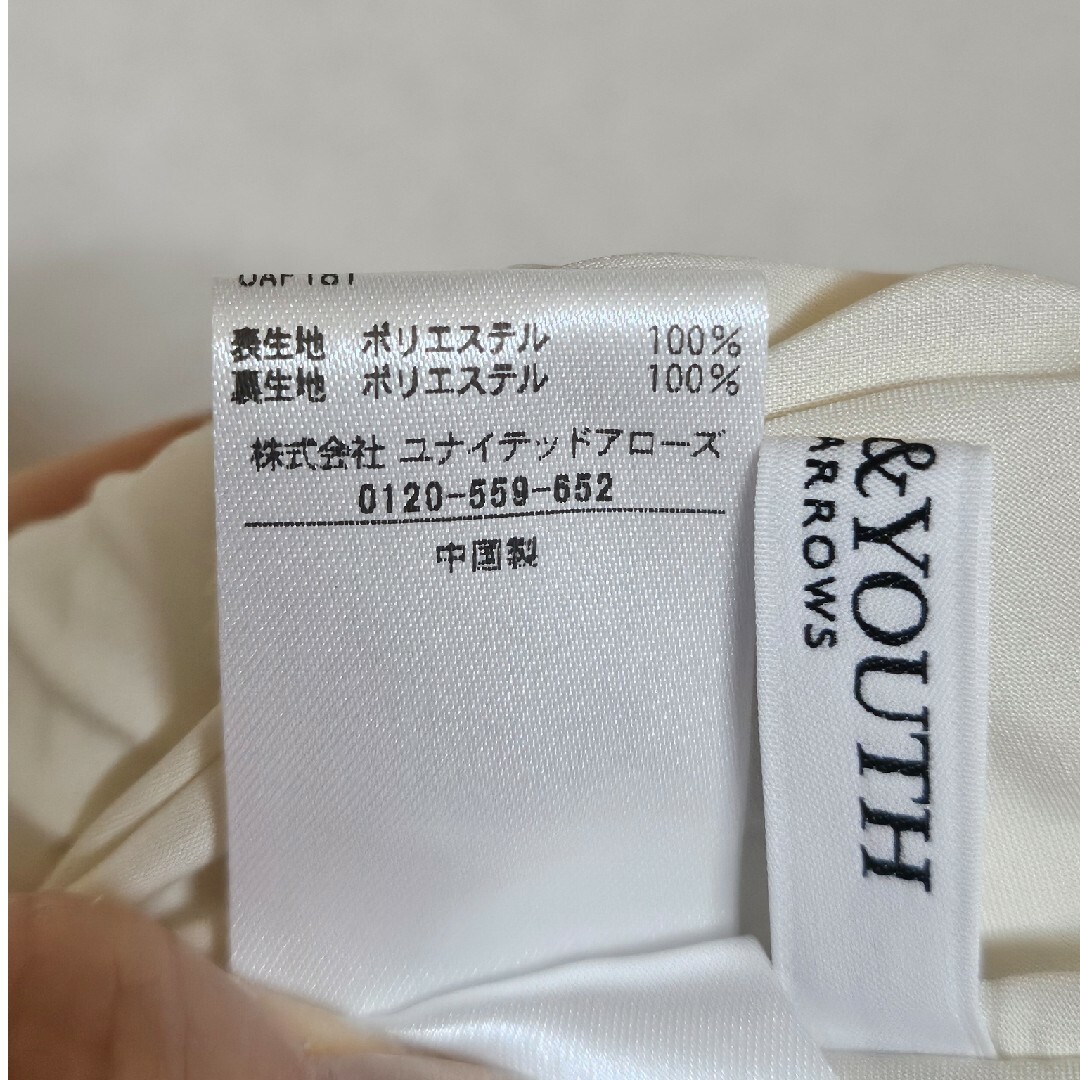 表生地 ポリエステル 100%
裏生地 ポリエステル 100%
株式会社 ユナイテッドアローズ
0120-559-652
中国製
&YOUTH
ARROWS